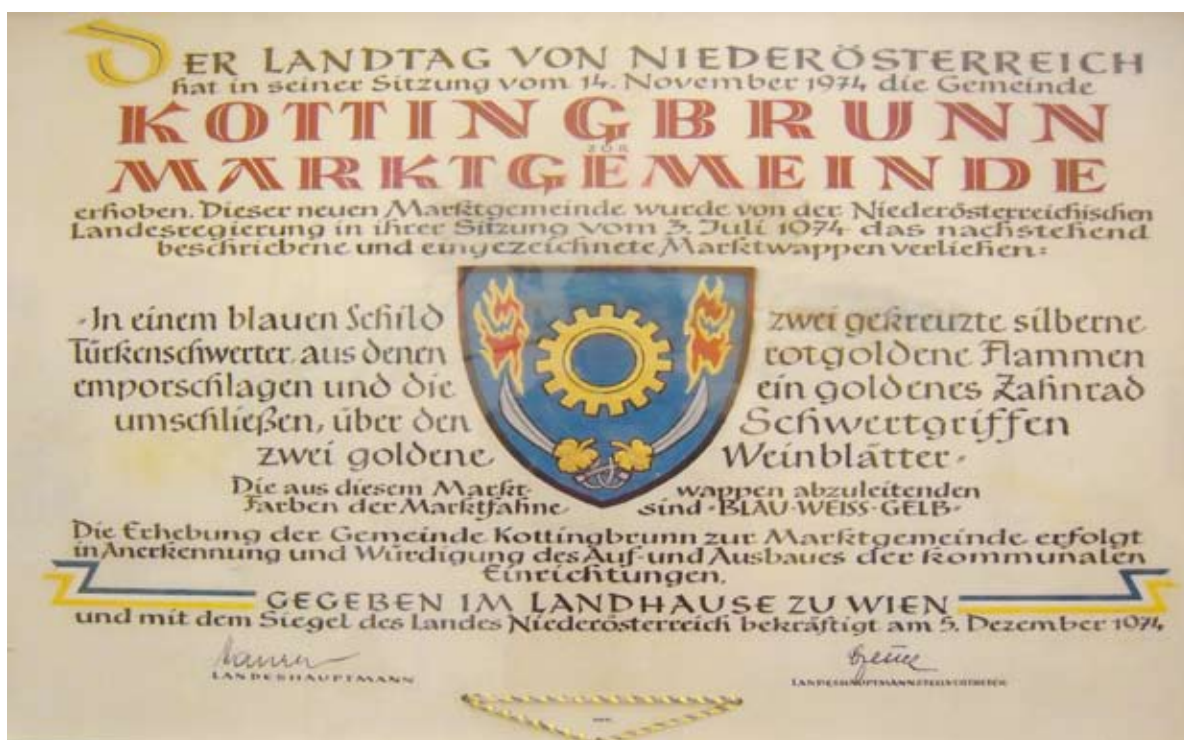 DER LANDTAG VON NIEDERÖSTERREICH
hat in seiner Sitzung vom 14. November 1974 die Gemeinde
KOTTINGBRUNN
ZUR
MARKTGEMEINDE
erhoben. Dieser neuen Marktgemeinde wurde von der Niederösterreichischen
Landesregierung in ihrer Sitzung vom 3. Juli 1974 das nachstehend
beschriebene und eingezeichnete Marktwappen verliehen:
-In einem blauen Schild zwei gekreuzte silberne
Türkenschwerter, aus denen rotgoldene Flammen
emporschlagen und die ein goldenes Zahnrad
umschließen, über den Schwertgriffen
zwei goldene Weinblätter-
Die aus diesem Markt-wappen abzuleitenden
Farben der Marktfahne sind -BLAU-WEISS-GELB-
Die Erhebung der Gemeinde Kottingbrunn zur Marktgemeinde erfolgt
in Anerkennung und Würdigung des Auf-und Ausbaues der kommunalen
Einrichtungen.
GEGEBEN IM LANDHAUSE ZU WIEN
und mit dem Siegel des Landes Niederösterreich bekräftigt am 5. Dezember 1974
LANDESHAUPTMANN
LANDESHAUPTMANNSTELLVERTRETER